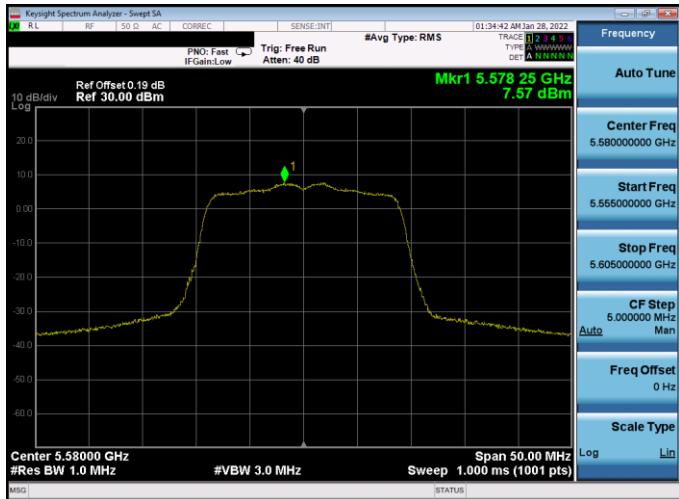 Keysight Spectrum Analyzer - Swept SA
RL RF 50 Ω AC CORREC SENSE:INT 01:34:42 AM Jan 28, 2022
#Avg Type: RMS TRACE 1 2 3 4 5 6
PNO: Fast Trig: Free Run TYPE A WWWWW
IFGain:Low Atten: 40 dB DET A N N N N N
Mkr1 5.578 25 GHz
7.57 dBm
Ref Offset 0.19 dB
10 dB/div Ref 30.00 dBm
Log
20.0
10.0
0.00
-10.0
-20.0
-30.0
-40.0
-50.0
-60.0
1
Center 5.58000 GHz Span 50.00 MHz
#Res BW 1.0 MHz #VBW 3.0 MHz Sweep 1.000 ms (1001 pts)
MSG STATUS
Frequency
Auto Tune
Center Freq
5.580000000 GHz
Start Freq
5.555000000 GHz
Stop Freq
5.605000000 GHz
CF Step
5.000000 MHz
Auto Man
Freq Offset
0 Hz
Scale Type
Log Lin